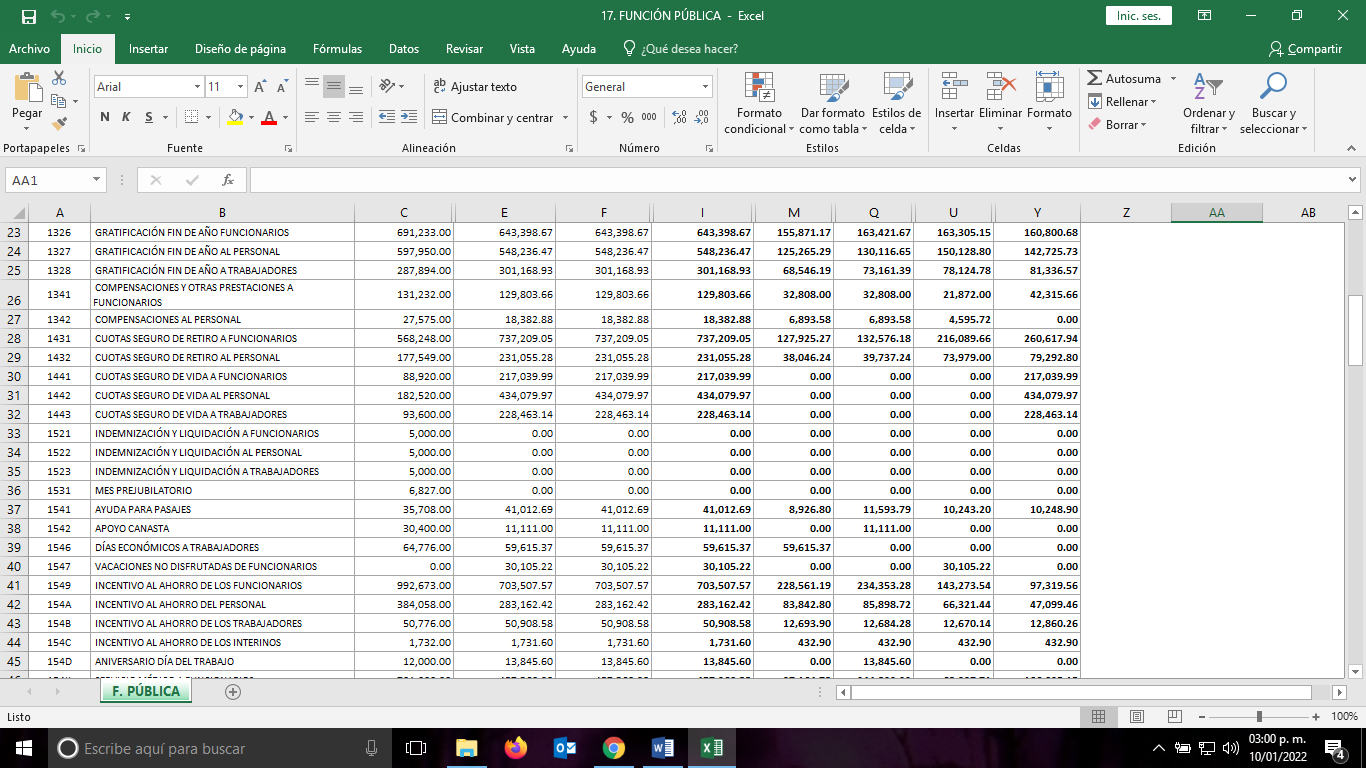 17. FUNCIÓN PÚBLICA - Excel
Inic. ses.
Archivo Inicio Insertar Diseño de página Fórmulas Datos Revisar Vista Ayuda ¿Qué desea hacer? Compartir
Pegar
Arial 11
N K S
Ajustar texto
Combinar y centrar
General
$ % 000
Formato condicional
Dar formato como tabla
Estilos de celda
Insertar Eliminar Formato
Autosuma
Rellenar
Borrar
Ordenar y filtrar
Buscar y seleccionar
Portapapeles Fuente Alineación Número Estilos Celdas Edición
AA1 fx
A B C E F I M Q U Y Z AA AB
23 1326 GRATIFICACIÓN FIN DE AÑO FUNCIONARIOS 691,233.00 643,398.67 643,398.67 643,398.67 155,871.17 163,421.67 163,305.15 160,800.68
24 1327 GRATIFICACIÓN FIN DE AÑO AL PERSONAL 597,950.00 548,236.47 548,236.47 548,236.47 125,265.29 130,116.65 150,128.80 142,725.73
25 1328 GRATIFICACIÓN FIN DE AÑO A TRABAJADORES 287,894.00 301,168.93 301,168.93 301,168.93 68,546.19 73,161.39 78,124.78 81,336.57
26 1341 COMPENSACIONES Y OTRAS PRESTACIONES A FUNCIONARIOS 131,232.00 129,803.66 129,803.66 129,803.66 32,808.00 32,808.00 21,872.00 42,315.66
27 1342 COMPENSACIONES AL PERSONAL 27,575.00 18,382.88 18,382.88 18,382.88 6,893.58 6,893.58 4,595.72 0.00
28 1431 CUOTAS SEGURO DE RETIRO A FUNCIONARIOS 568,248.00 737,209.05 737,209.05 737,209.05 127,925.27 132,576.18 216,089.66 260,617.94
29 1432 CUOTAS SEGURO DE RETIRO AL PERSONAL 177,549.00 231,055.28 231,055.28 231,055.28 38,046.24 39,737.24 73,979.00 79,292.80
30 1441 CUOTAS SEGURO DE VIDA A FUNCIONARIOS 88,920.00 217,039.99 217,039.99 217,039.99 0.00 0.00 0.00 217,039.99
31 1442 CUOTAS SEGURO DE VIDA AL PERSONAL 182,520.00 434,079.97 434,079.97 434,079.97 0.00 0.00 0.00 434,079.97
32 1443 CUOTAS SEGURO DE VIDA A TRABAJADORES 93,600.00 228,463.14 228,463.14 228,463.14 0.00 0.00 0.00 228,463.14
33 1521 INDEMNIZACIÓN Y LIQUIDACIÓN A FUNCIONARIOS 5,000.00 0.00 0.00 0.00 0.00 0.00 0.00 0.00
34 1522 INDEMNIZACIÓN Y LIQUIDACIÓN AL PERSONAL 5,000.00 0.00 0.00 0.00 0.00 0.00 0.00 0.00
35 1523 INDEMNIZACIÓN Y LIQUIDACIÓN A TRABAJADORES 5,000.00 0.00 0.00 0.00 0.00 0.00 0.00 0.00
36 1531 MES PREJUBILATORIO 6,827.00 0.00 0.00 0.00 0.00 0.00 0.00 0.00
37 1541 AYUDA PARA PASAJES 35,708.00 41,012.69 41,012.69 41,012.69 8,926.80 11,593.79 10,243.20 10,248.90
38 1542 APOYO CANASTA 30,400.00 11,111.00 11,111.00 11,111.00 0.00 11,111.00 0.00 0.00
39 1546 DÍAS ECONÓMICOS A TRABAJADORES 64,776.00 59,615.37 59,615.37 59,615.37 59,615.37 0.00 0.00 0.00
40 1547 VACACIONES NO DISFRUTADAS DE FUNCIONARIOS 0.00 30,105.22 30,105.22 30,105.22 0.00 0.00 30,105.22 0.00
41 1549 INCENTIVO AL AHORRO DE LOS FUNCIONARIOS 992,673.00 703,507.57 703,507.57 703,507.57 228,561.19 234,353.28 143,273.54 97,319.56
42 154A INCENTIVO AL AHORRO DEL PERSONAL 384,058.00 283,162.42 283,162.42 283,162.42 83,842.80 85,898.72 66,321.44 47,099.46
43 154B INCENTIVO AL AHORRO DE LOS TRABAJADORES 50,776.00 50,908.58 50,908.58 50,908.58 12,693.90 12,684.28 12,670.14 12,860.26
44 154C INCENTIVO AL AHORRO DE LOS INTERINOS 1,732.00 1,731.60 1,731.60 1,731.60 432.90 432.90 432.90 432.90
45 154D ANIVERSARIO DÍA DEL TRABAJO 12,000.00 13,845.60 13,845.60 13,845.60 0.00 13,845.60 0.00 0.00
F. PÚBLICA
Listo 100%
Escribe aquí para buscar
03:00 p. m.
10/01/2022
4